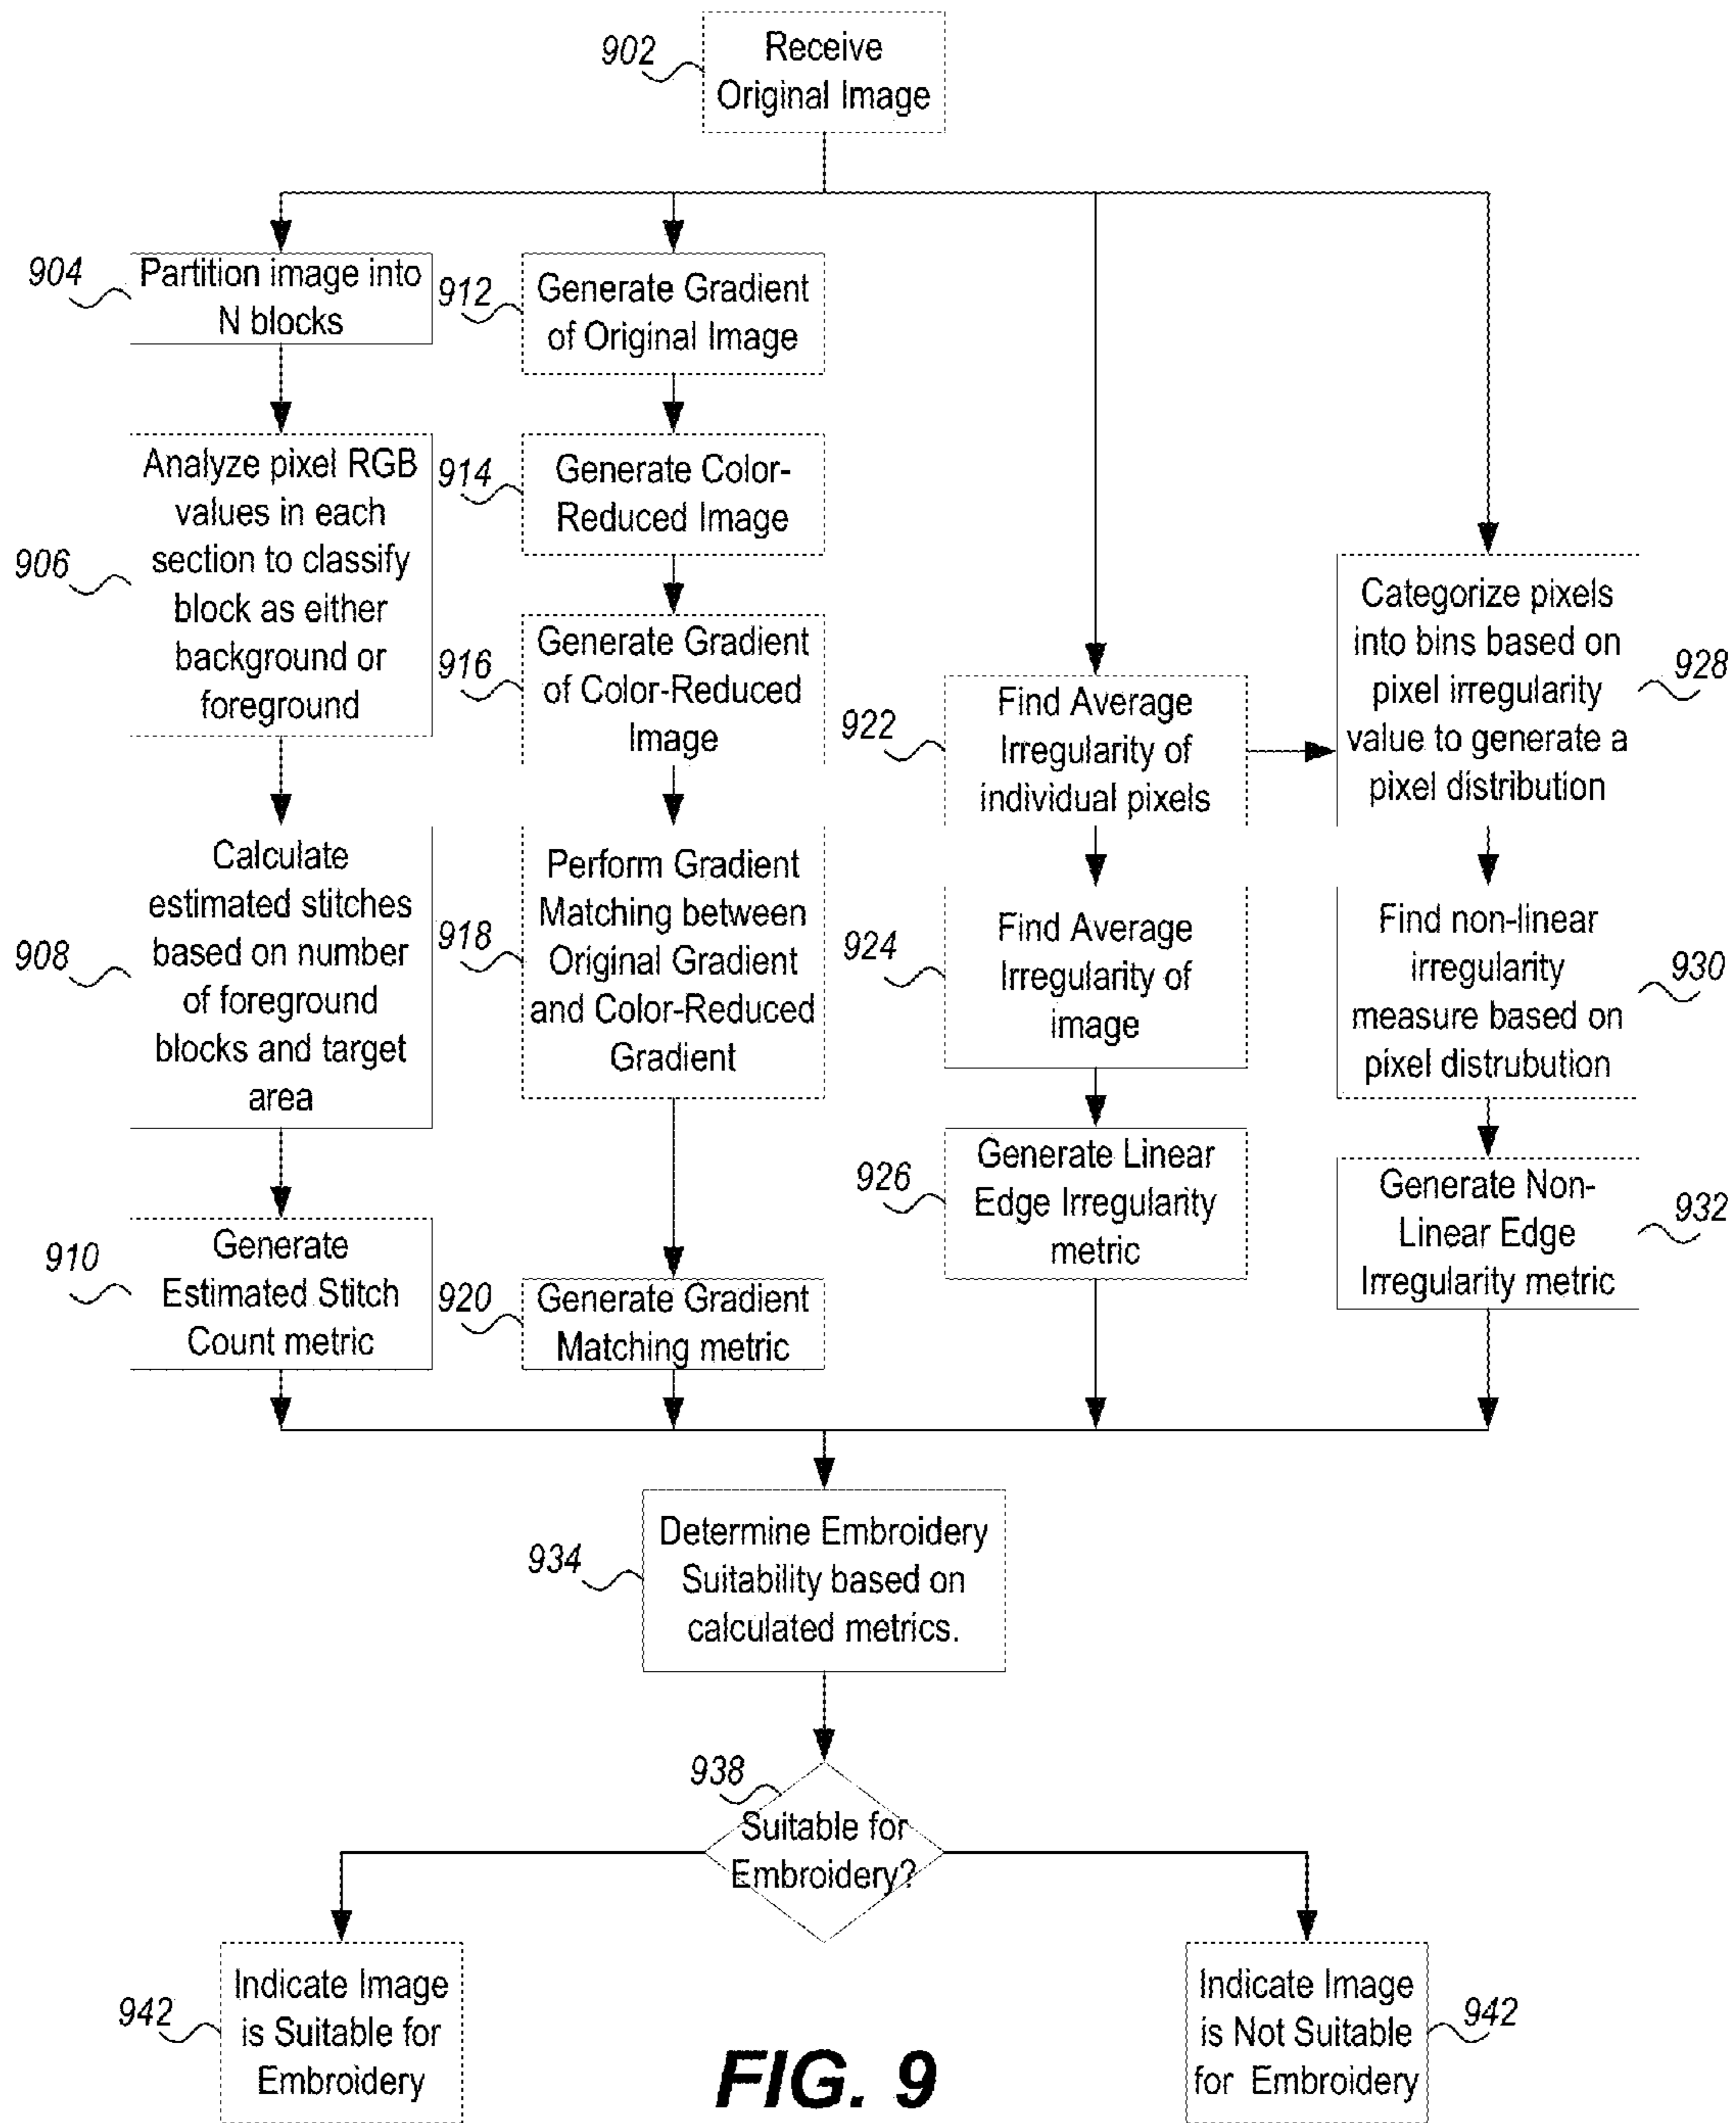 902
Receive
Original Image
904
Partition image into
N blocks
906
Analyze pixel RGB
values in each
section to classify
block as either
background or
foreground
908
Calculate
estimated stitches
based on number
of foreground
blocks and target
area
910
Generate
Estimated Stitch
Count metric
912
Generate Gradient
of Original Image
914
Generate Color-
Reduced Image
916
Generate Gradient
of Color-Reduced
Image
918
Perform Gradient
Matching between
Original Gradient
and Color-Reduced
Gradient
920
Generate Gradient
Matching metric
922
Find Average
Irregularity of
individual pixels
924
Find Average
Irregularity of
image
926
Generate Linear
Edge Irregularity
metric
Categorize pixels
into bins based on
pixel irregularity
value to generate a
pixel distribution
928
Find non-linear
irregularity
measure based on
pixel distrubution
930
Generate Non-
Linear Edge
Irregularity metric
932
934
Determine Embroidery
Suitability based on
calculated metrics.
938
Suitable for
Embroidery?
942
Indicate Image
is Suitable for
Embroidery
Indicate Image
is Not Suitable
for Embroidery
942
FIG. 9